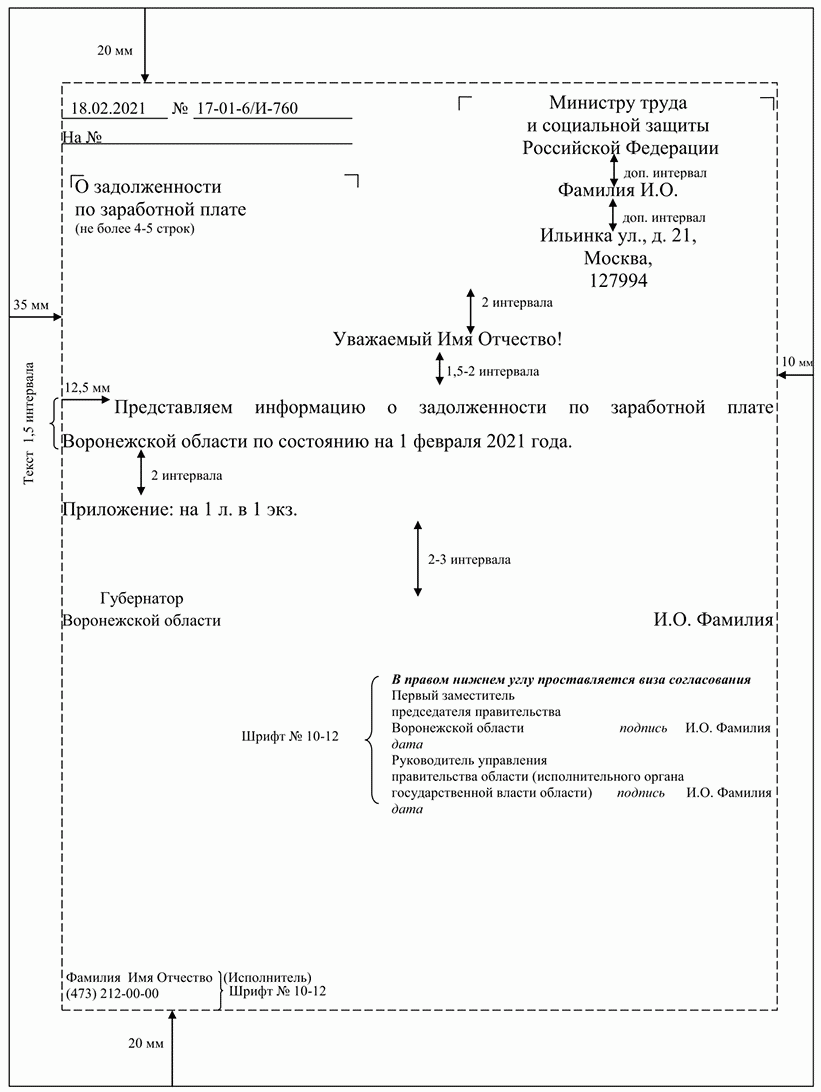 20 мм
18.02.2021 № 17-01-6/И-760
На №
О задолженности
по заработной плате
(не более 4-5 строк)
Министру труда
и социальной защиты
Российской Федерации
доп. интервал
Фамилия И.О.
доп. интервал
Ильинка ул., д. 21,
Москва,
127994
35 мм
2 интервала
Уважаемый Имя Отчество!
1,5-2 интервала
10 мм
12,5 мм
Текст 1,5 интервала
Представляем информацию о задолженности по заработной плате
Воронежской области по состоянию на 1 февраля 2021 года.
2 интервала
Приложение: на 1 л. в 1 экз.
2-3 интервала
Губернатор
Воронежской области И.О. Фамилия
Шрифт № 10-12
В правом нижнем углу проставляется виза согласования
Первый заместитель
председателя правительства
Воронежской области подпись И.О. Фамилия
дата
Руководитель управления
правительства области (исполнительного органа
государственной власти области) подпись И.О. Фамилия
дата
Фамилия Имя Отчество (Исполнитель)
(473) 212-00-00 Шрифт № 10-12
20 мм